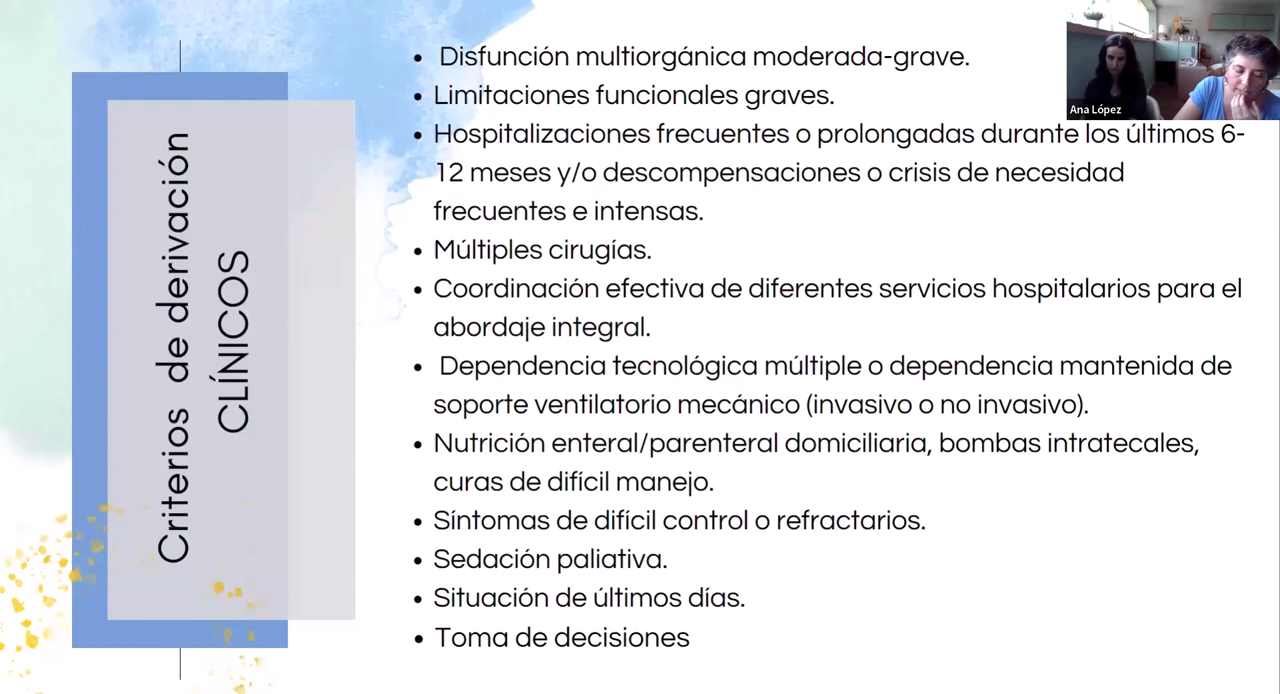 Criterios de derivación
CLÍNICOS
• Disfunción multiorgánica moderada-grave.
• Limitaciones funcionales graves.
• Hospitalizaciones frecuentes o prolongadas durante los últimos 6-
12 meses y/o descompensaciones o crisis de necesidad
frecuentes e intensas.
• Múltiples cirugías.
• Coordinación efectiva de diferentes servicios hospitalarios para el
abordaje integral.
• Dependencia tecnológica múltiple o dependencia mantenida de
soporte ventilatorio mecánico (invasivo o no invasivo).
• Nutrición enteral/parenteral domiciliaria, bombas intratecales,
curas de difícil manejo.
• Síntomas de difícil control o refractarios.
• Sedación paliativa.
• Situación de últimos días.
• Toma de decisiones
Ana López